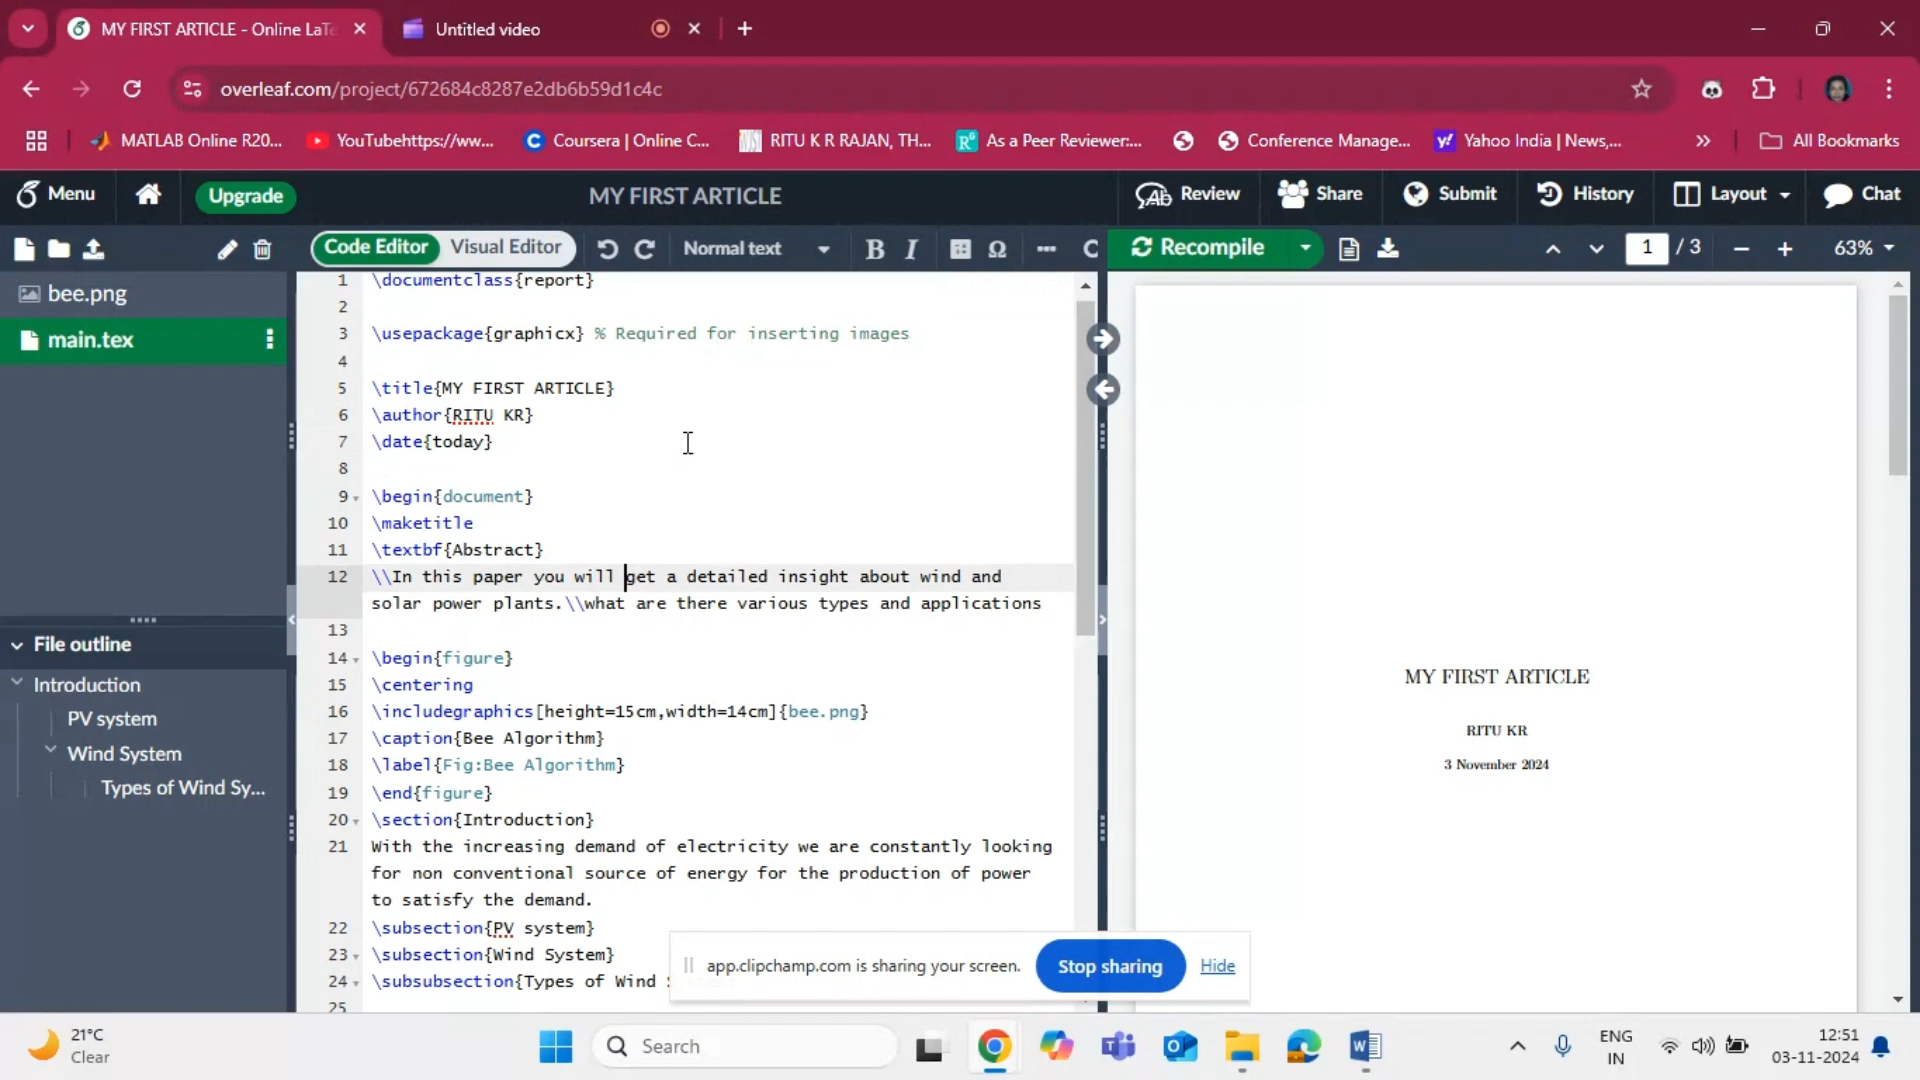 MY FIRST ARTICLE - Online LaTe
Untitled video
overleaf.com/project/672684c8287e2db6b59d1c4c
MATLAB Online R20...
YouTubehttps://ww...
Coursera | Online C...
RITU K R RAJAN, TH...
As a Peer Reviewer:...
Conference Manage...
Yahoo India | News,...
All Bookmarks
Menu
Upgrade
MY FIRST ARTICLE
Review
Share
Submit
History
Layout
Chat
Code Editor
Visual Editor
Normal text
B
I
Ω
Recompile
1 / 3
63%
bee.png
main.tex
File outline
Introduction
PV system
Wind System
Types of Wind Sy...
1 \documentclass{report}
2
3 \usepackage{graphicx} % Required for inserting images
4
5 \title{MY FIRST ARTICLE}
6 \author{RITU KR}
7 \date{today}
8
9 \begin{document}
10 \maketitle
11 \textbf{Abstract}
12 \\In this paper you will get a detailed insight about wind and
solar power plants.\\what are there various types and applications
13
14 \begin{figure}
15 \centering
16 \includegraphics[height=15cm,width=14cm]{bee.png}
17 \caption{Bee Algorithm}
18 \label{Fig:Bee Algorithm}
19 \end{figure}
20 \section{Introduction}
21 With the increasing demand of electricity we are constantly looking
for non conventional source of energy for the production of power
to satisfy the demand.
22 \subsection{PV system}
23 \subsection{Wind System}
24 \subsubsection{Types of Wind
25
MY FIRST ARTICLE
RITU KR
3 November 2024
app.clipchamp.com is sharing your screen.
Stop sharing
Hide
21°C
Clear
Search
ENG
IN
12:51
03-11-2024